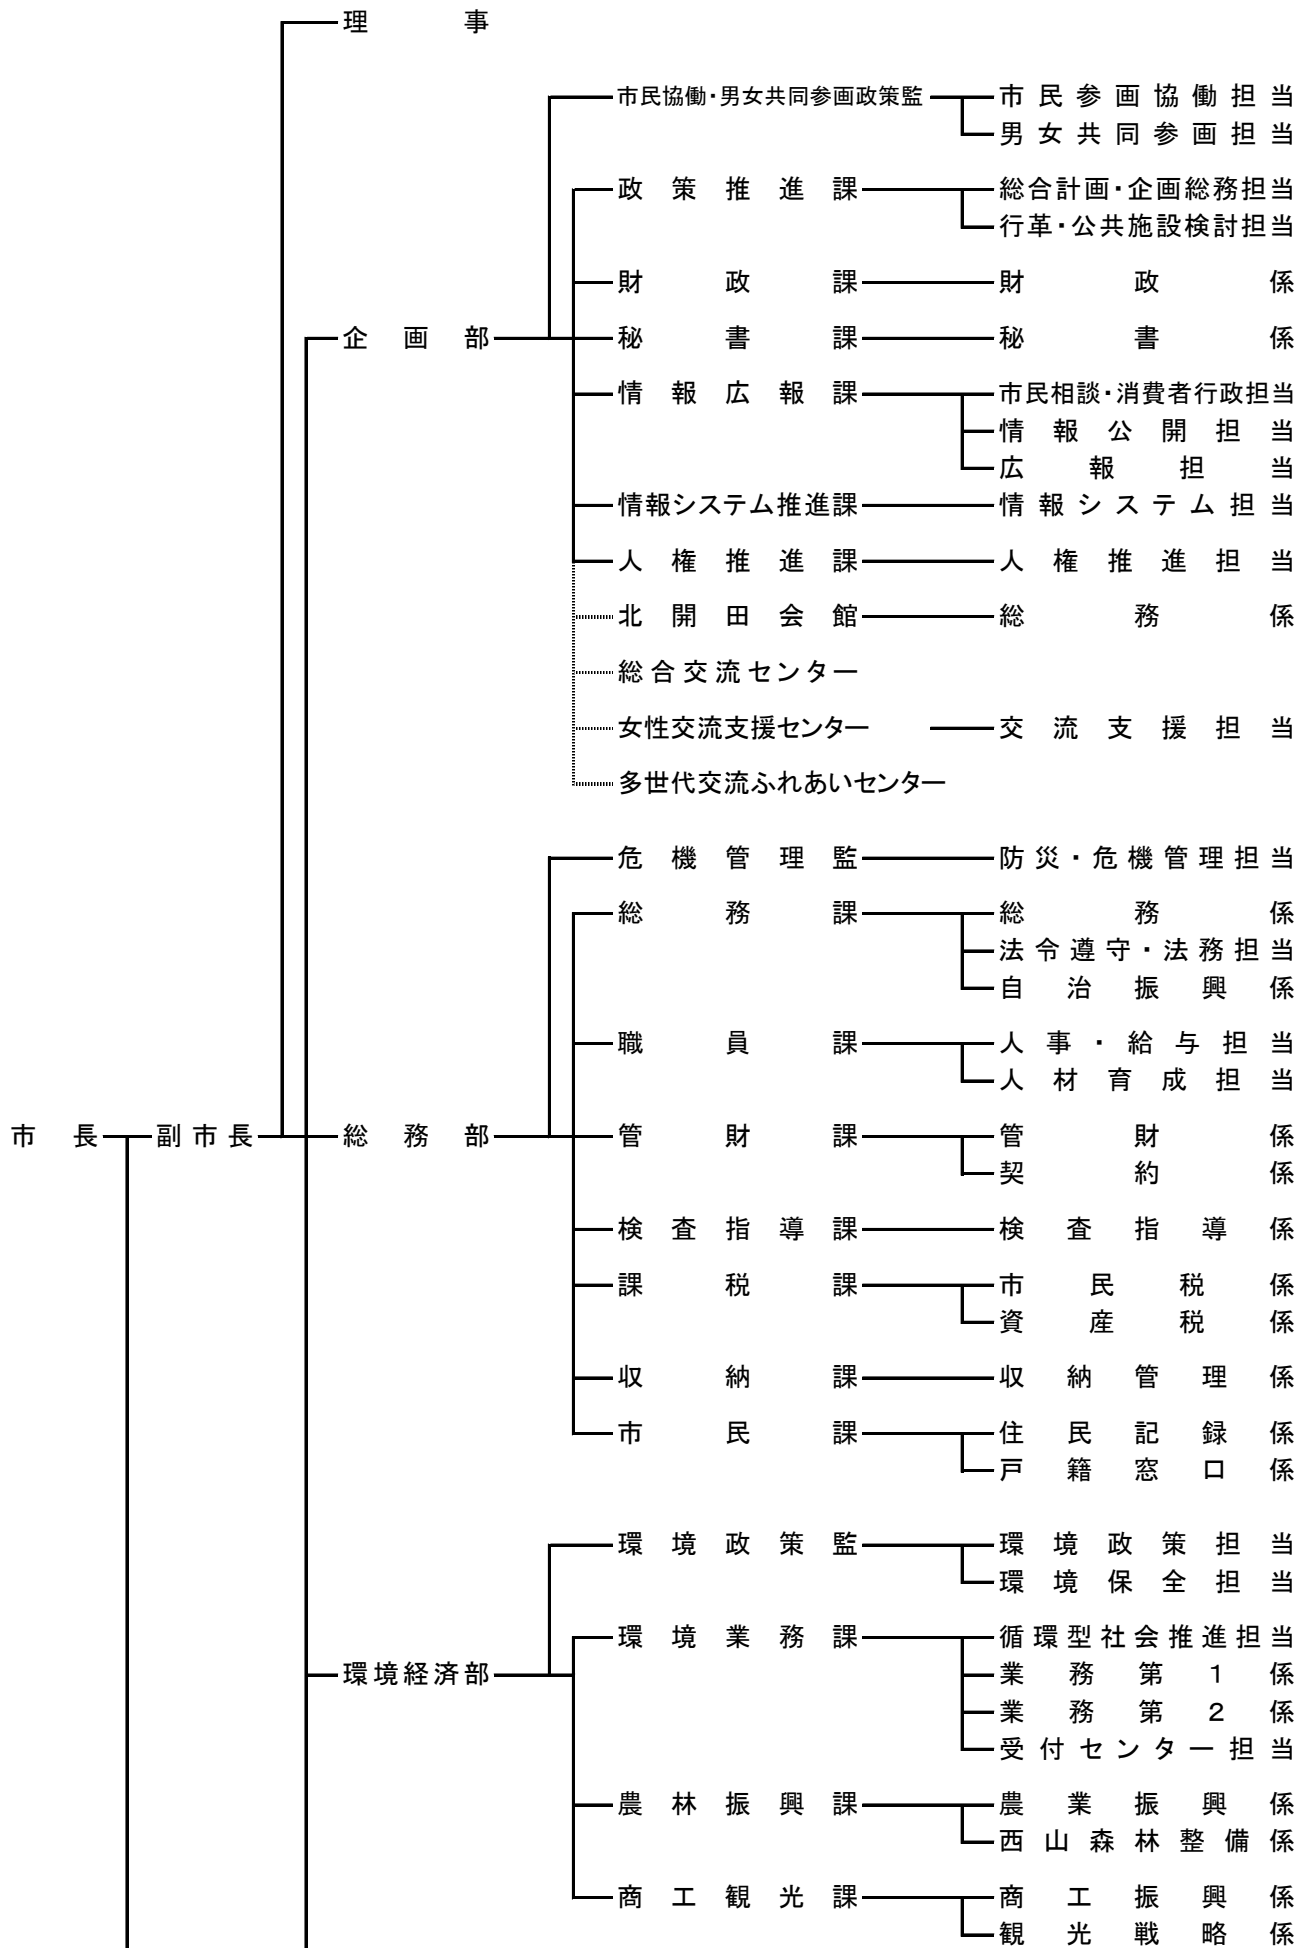 理事
市民協働・男女共同参画政策監 市民参画協働担当
男女共同参画担当
政策推進課 総合計画・企画総務担当
行革・公共施設検討担当
財政課 財政係
企画部 秘書課 秘書係
情報広報課 市民相談・消費者行政担当
情報公開担当
広報担当
情報システム推進課 情報システム担当
人権推進課 人権推進担当
北開田会館 総務係
総合交流センター
女性交流支援センター 交流支援担当
多世代交流ふれあいセンター
危機管理監 防災・危機管理担当
総務課 総務係
法令遵守・法務担当
自治振興係
職員課 人事・給与担当
人材育成担当
市長 副市長 総務部 管財課 管財係
契約係
検査指導課 検査指導係
課税課 市民税係
資産税係
収納課 収納管理係
市民課 住民記録係
戸籍窓口係
環境政策監 環境政策担当
環境保全担当
環境業務課 循環型社会推進担当
環境経済部 業務第1係
業務第2係
受付センター担当
農林振興課 農業振興係
西山森林整備係
商工観光課 商工振興係
観光戦略係